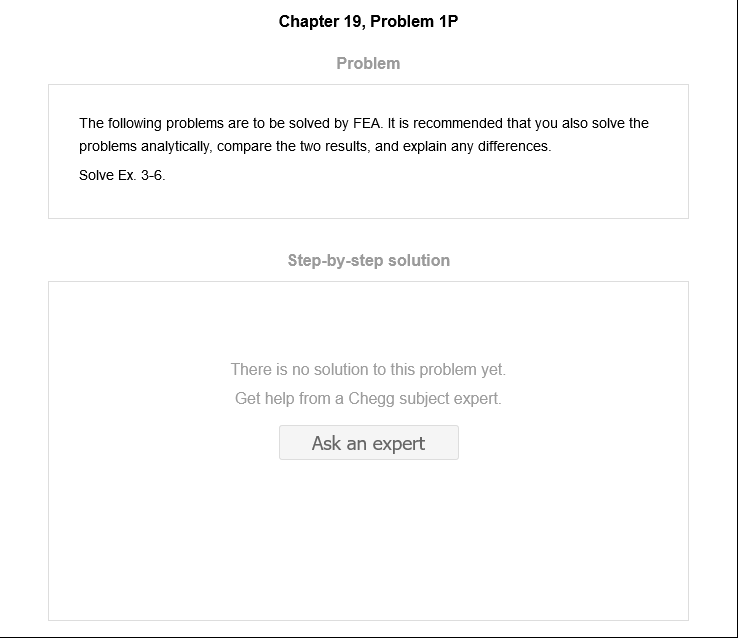 Chapter 19, Problem 1P
Problem
The following problems are to be solved by FEA. It is recommended that you also solve the
problems analytically, compare the two results, and explain any differences.
Solve Ex. 3-6.
Step-by-step solution
There is no solution to this problem yet.
Get help from a Chegg subject expert.
Ask an expert